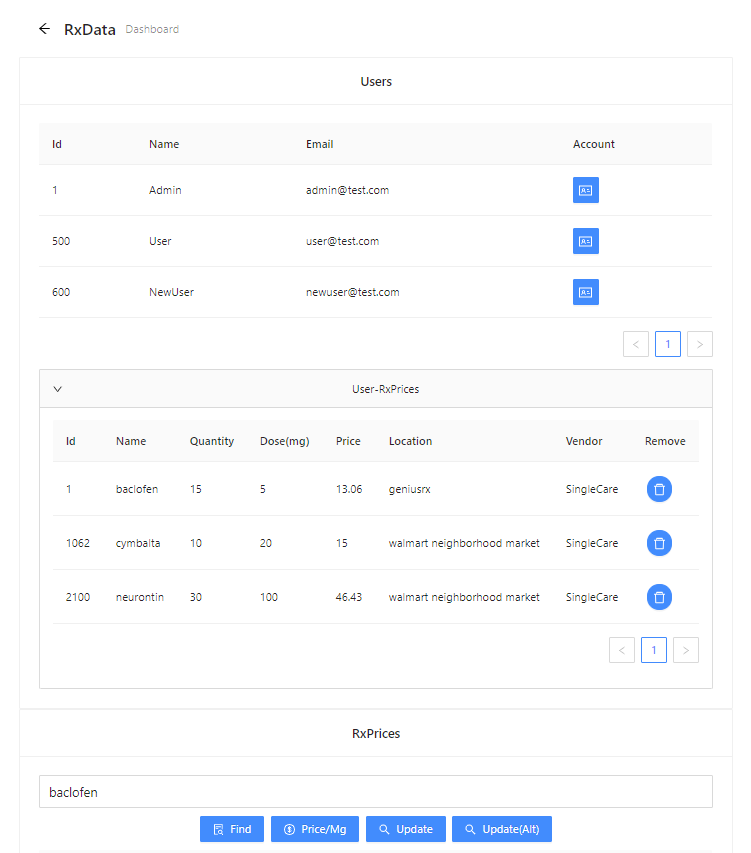 RxData Dashboard
Users
Id Name Email Account
1 Admin admin@test.com
500 User user@test.com
600 NewUser newuser@test.com
< 1 >
User-RxPrices
Id Name Quantity Dose(mg) Price Location Vendor Remove
1 baclofen 15 5 13.06 geniusrx SingleCare
1062 cymbalta 10 20 15 walmart neighborhood market SingleCare
2100 neurontin 30 100 46.43 walmart neighborhood market SingleCare
< 1 >
RxPrices
baclofen
Find Price/Mg Update Update(Alt)